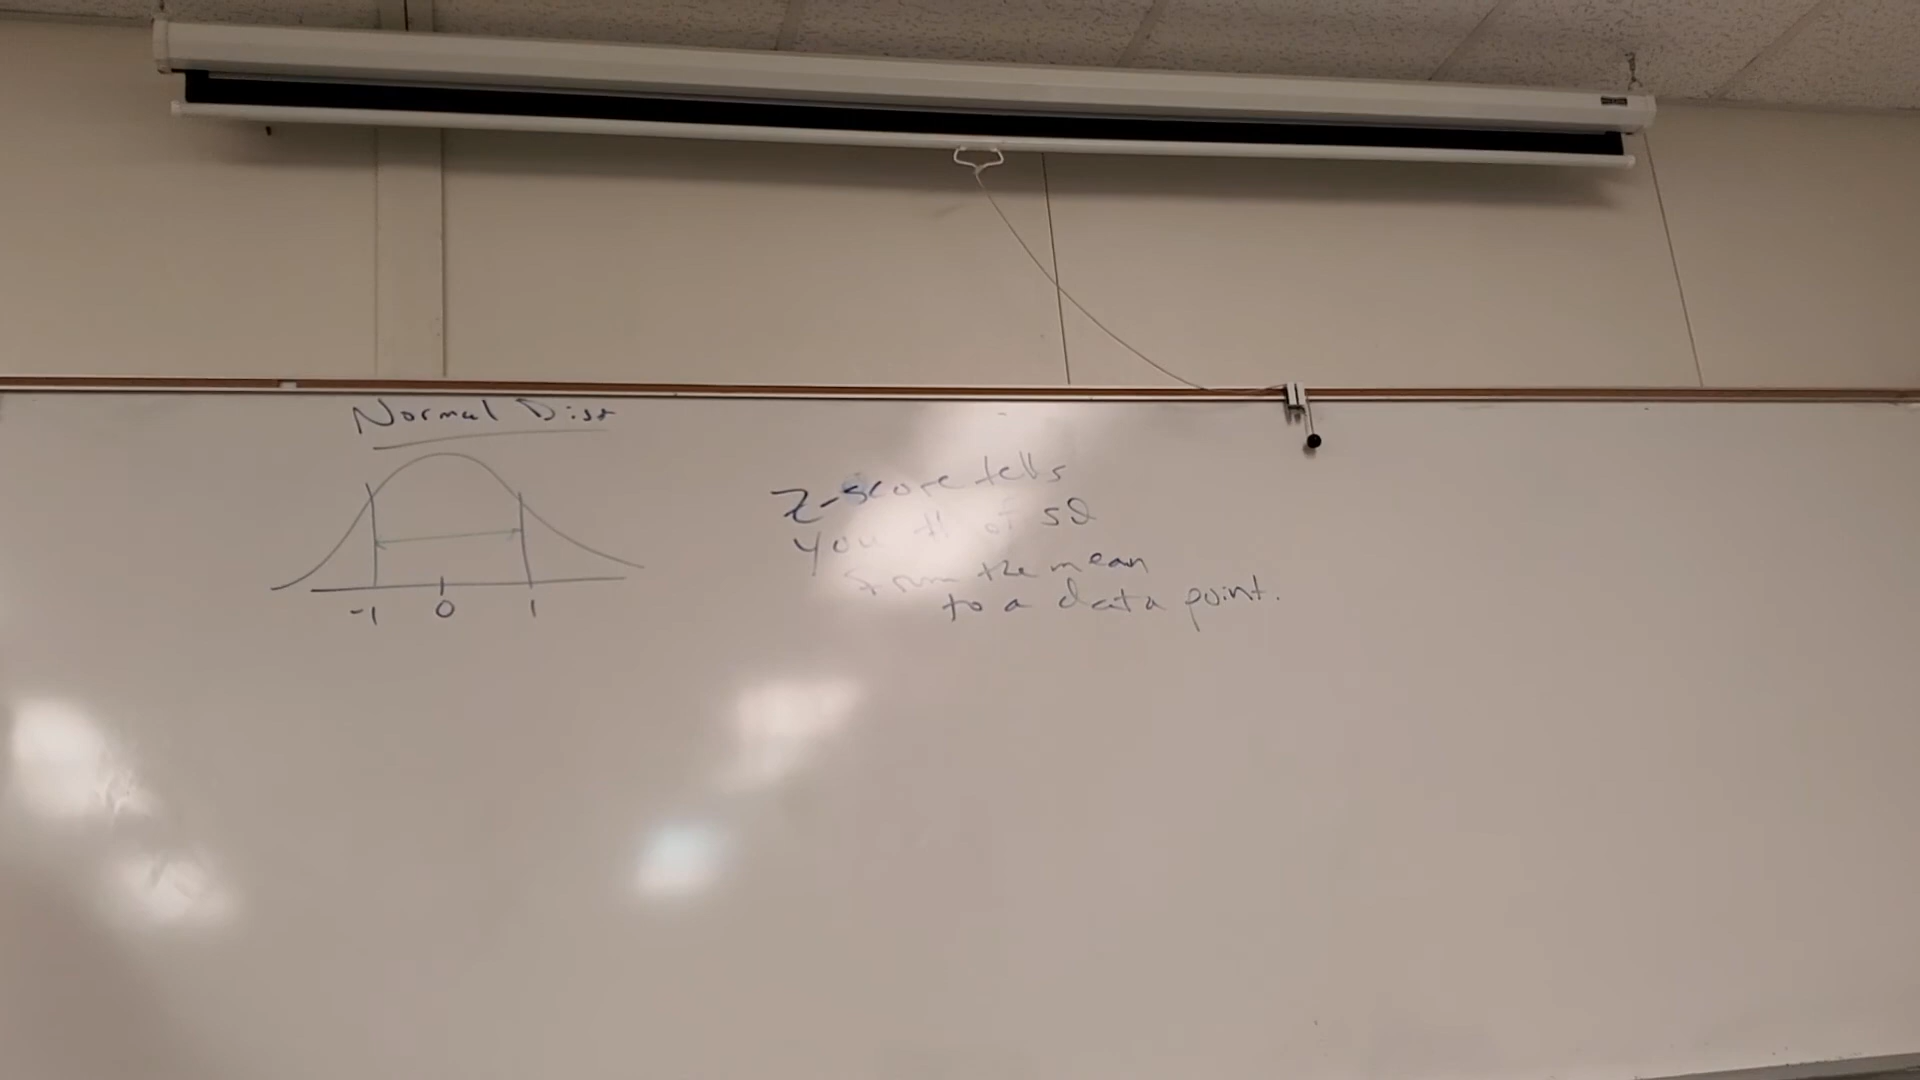 Normal Dist
-1 0 1
Z-score tells
you # of SD
from the mean
to a data point.